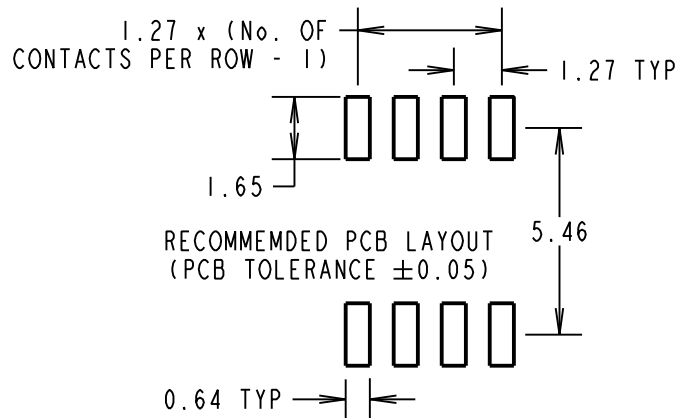 1.27 x (No. OF
CONTACTS PER ROW - 1)
1.27 TYP
1.65
RECOMMEMDED PCB LAYOUT
(PCB TOLERANCE ±0.05)
5.46
0.64 TYP